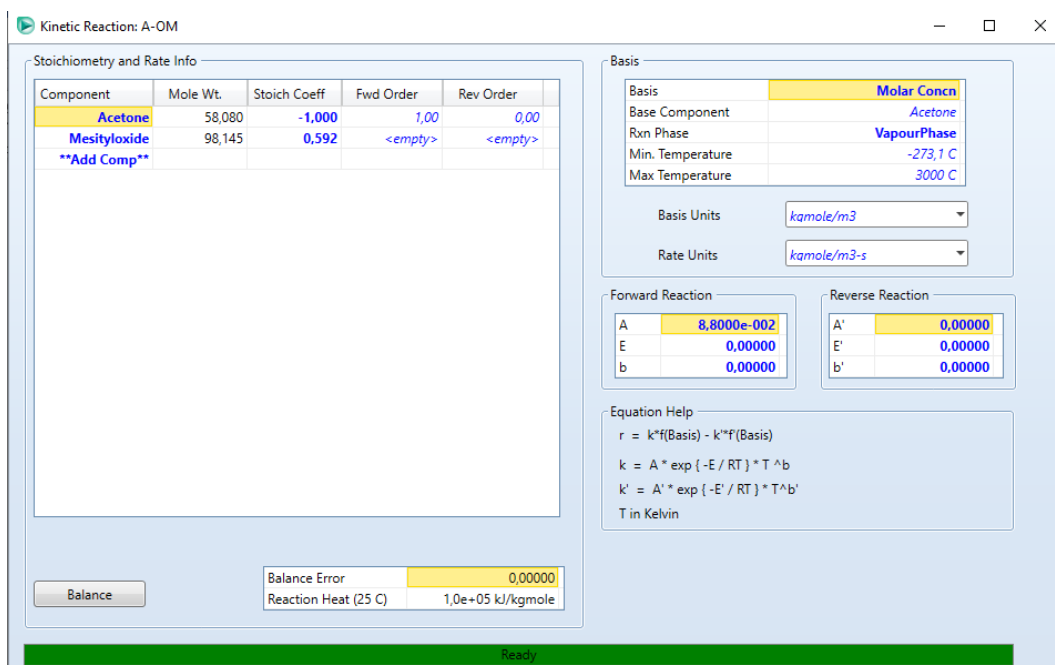 Kinetic Reaction: A-OM
Stoichiometry and Rate Info
Component Mole Wt. Stoich Coeff Fwd Order Rev Order
Acetone 58,080 -1,000 1,00 0,00
Mesityloxide 98,145 0,592 <empty> <empty>
**Add Comp**
Balance
Balance Error 0,00000
Reaction Heat (25 C) 1,0e+05 kJ/kgmole
Basis
Basis Molar Concn
Base Component Acetone
Rxn Phase VapourPhase
Min. Temperature -273,1 C
Max Temperature 3000 C
Basis Units kgmole/m3
Rate Units kgmole/m3-s
Forward Reaction
A 8,8000e-002
E 0,00000
b 0,00000
Reverse Reaction
A' 0,00000
E' 0,00000
b' 0,00000
Equation Help
r = k*f(Basis) - k'*f'(Basis)
k = A * exp { -E / RT } * T ^b
k' = A' * exp { -E' / RT } * T^b'
T in Kelvin
Ready